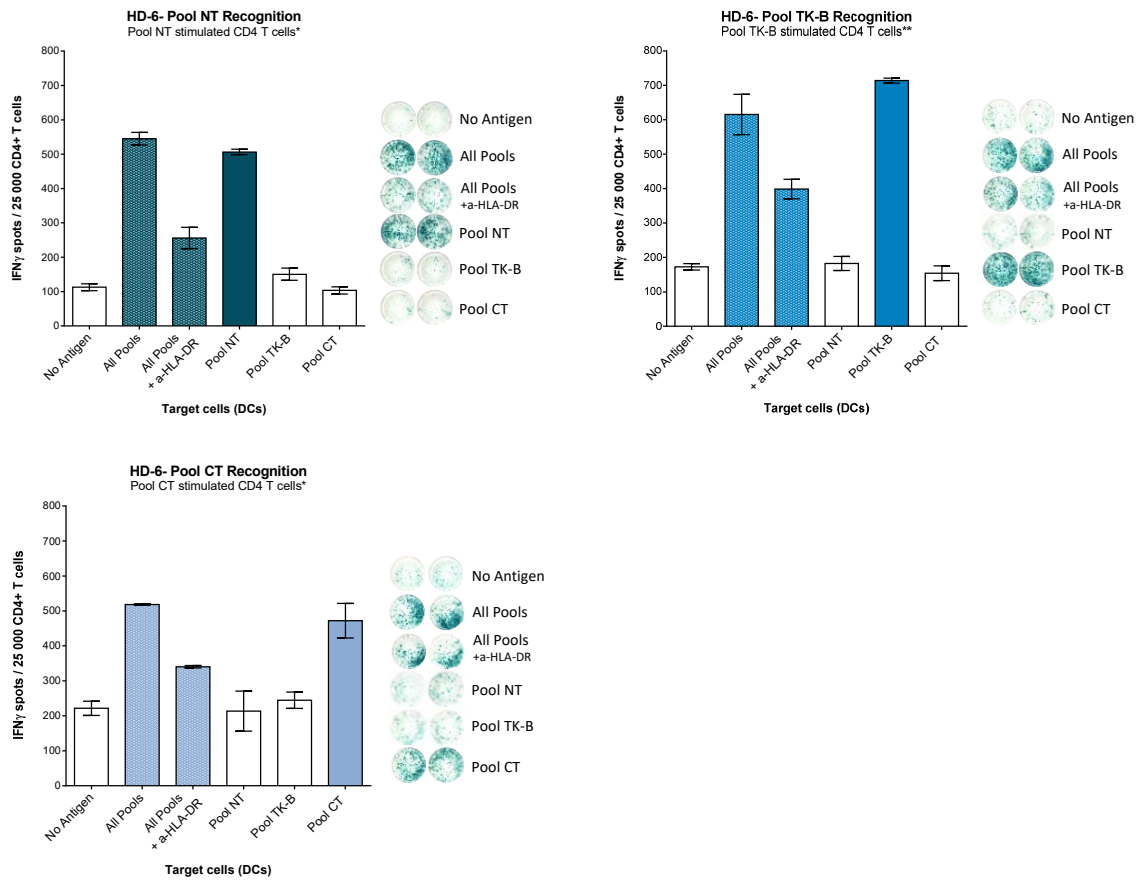 HD-6- Pool NT Recognition
Pool NT stimulated CD4 T cells*
IFNγ spots / 25 000 CD4+ T cells
800
700
600
500
400
300
200
100
0
No Antigen
All Pools
All Pools
+ a-HLA-DR
Pool NT
Pool TK-B
Pool CT
Target cells (DCs)
No Antigen
All Pools
All Pools
+a-HLA-DR
Pool NT
Pool TK-B
Pool CT
HD-6- Pool TK-B Recognition
Pool TK-B stimulated CD4 T cells**
IFNγ spots / 25 000 CD4+ T cells
800
700
600
500
400
300
200
100
0
No Antigen
All Pools
All Pools
+ a-HLA-DR
Pool NT
Pool TK-B
Pool CT
Target cells (DCs)
No Antigen
All Pools
All Pools
+a-HLA-DR
Pool NT
Pool TK-B
Pool CT
HD-6- Pool CT Recognition
Pool CT stimulated CD4 T cells*
IFNγ spots / 25 000 CD4+ T cells
800
700
600
500
400
300
200
100
0
No Antigen
All Pools
All Pools
+ a-HLA-DR
Pool NT
Pool TK-B
Pool CT
Target cells (DCs)
No Antigen
All Pools
All Pools
+a-HLA-DR
Pool NT
Pool TK-B
Pool CT